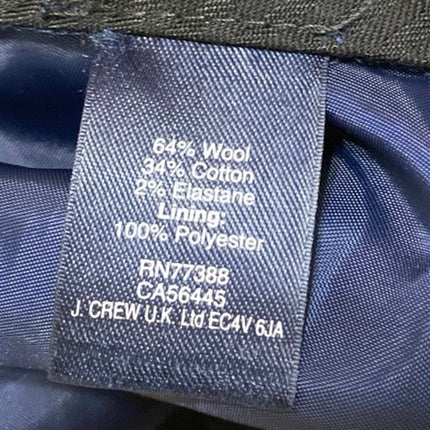 64% Wool
34% Cotton
2% Elastane
Lining:
100% Polyester
RN77388
CA56445
J. CREW U.K. Ltd EC4V 6JA